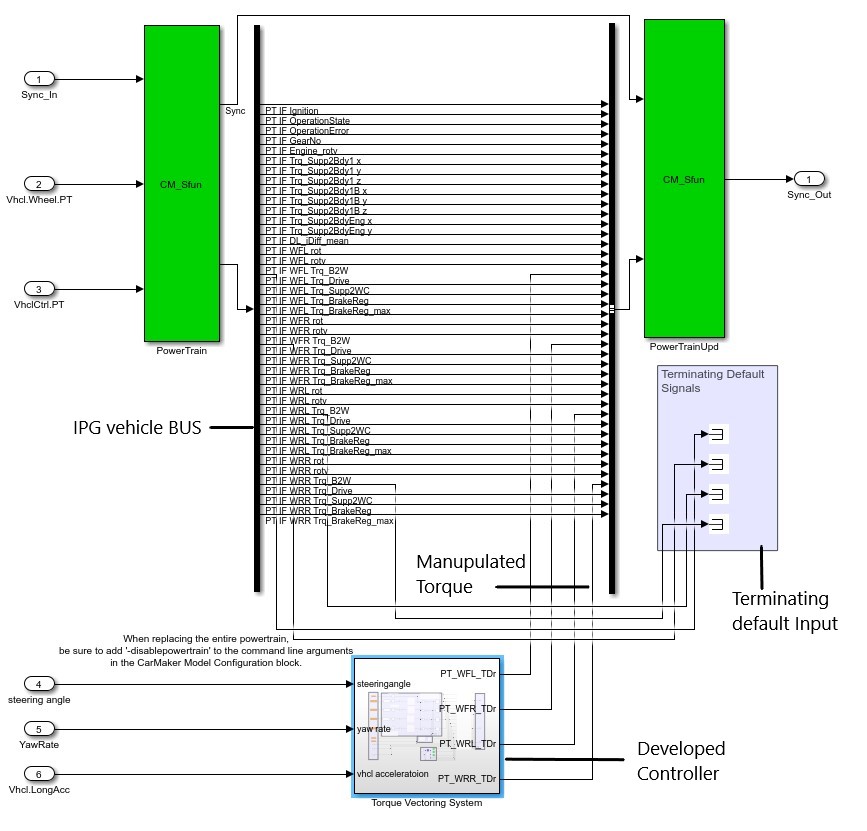 1
Sync_In
2
Vhcl.Wheel.PT
3
VhclCtrl.PT
CM_Sfun
PowerTrain
Sync
PT IF Ignition
PT IF OperationState
PT IF OperationError
PT IF GearNo
PT IF Engine_rotv
PT IF Trq_Supp2Bdy1 x
PT IF Trq_Supp2Bdy1 y
PT IF Trq_Supp2Bdy1 z
PT IF Trq_Supp2Bdy1B x
PT IF Trq_Supp2Bdy1B y
PT IF Trq_Supp2Bdy1B z
PT IF Trq_Supp2BdyEng x
PT IF Trq_Supp2BdyEng y
PT IF DL_iDiff_mean
PT IF WFL rot
PT IF WFL rotv
PT IF WFL Trq_B2W
PT IF WFL Trq_Drive
PT IF WFL Trq_Supp2WC
PT IF WFL Trq_BrakeReg
PT IF WFL Trq_BrakeReg_max
PT IF WFR rot
PT IF WFR rotv
PT IF WFR Trq_B2W
PT IF WFR Trq_Drive
PT IF WFR Trq_Supp2WC
PT IF WFR Trq_BrakeReg
PT IF WFR Trq_BrakeReg_max
PT IF WRL rot
PT IF WRL rotv
PT IF WRL Trq_B2W
PT IF WRL Trq_Drive
PT IF WRL Trq_Supp2WC
PT IF WRL Trq_BrakeReg
PT IF WRL Trq_BrakeReg_max
PT IF WRR rot
PT IF WRR rotv
PT IF WRR Trq_B2W
PT IF WRR Trq_Drive
PT IF WRR Trq_Supp2WC
PT IF WRR Trq_BrakeReg
PT IF WRR Trq_BrakeReg_max
CM_Sfun
PowerTrainUpd
1
Sync_Out
Terminating Default
Signals
IPG vehicle BUS
Manupulated
Torque
Terminating
default Input
When replacing the entire powertrain,
be sure to add '-disablepowertrain' to the command line arguments
in the CarMaker Model Configuration block.
4
steering angle
5
YawRate
6
Vhcl.LongAcc
steeringangle
yaw rate
vhcl acceleratoion
PT_WFL_TDr
PT_WFR_TDr
PT_WRL_TDr
PT_WRR_TDr
Torque Vectoring System
Developed
Controller